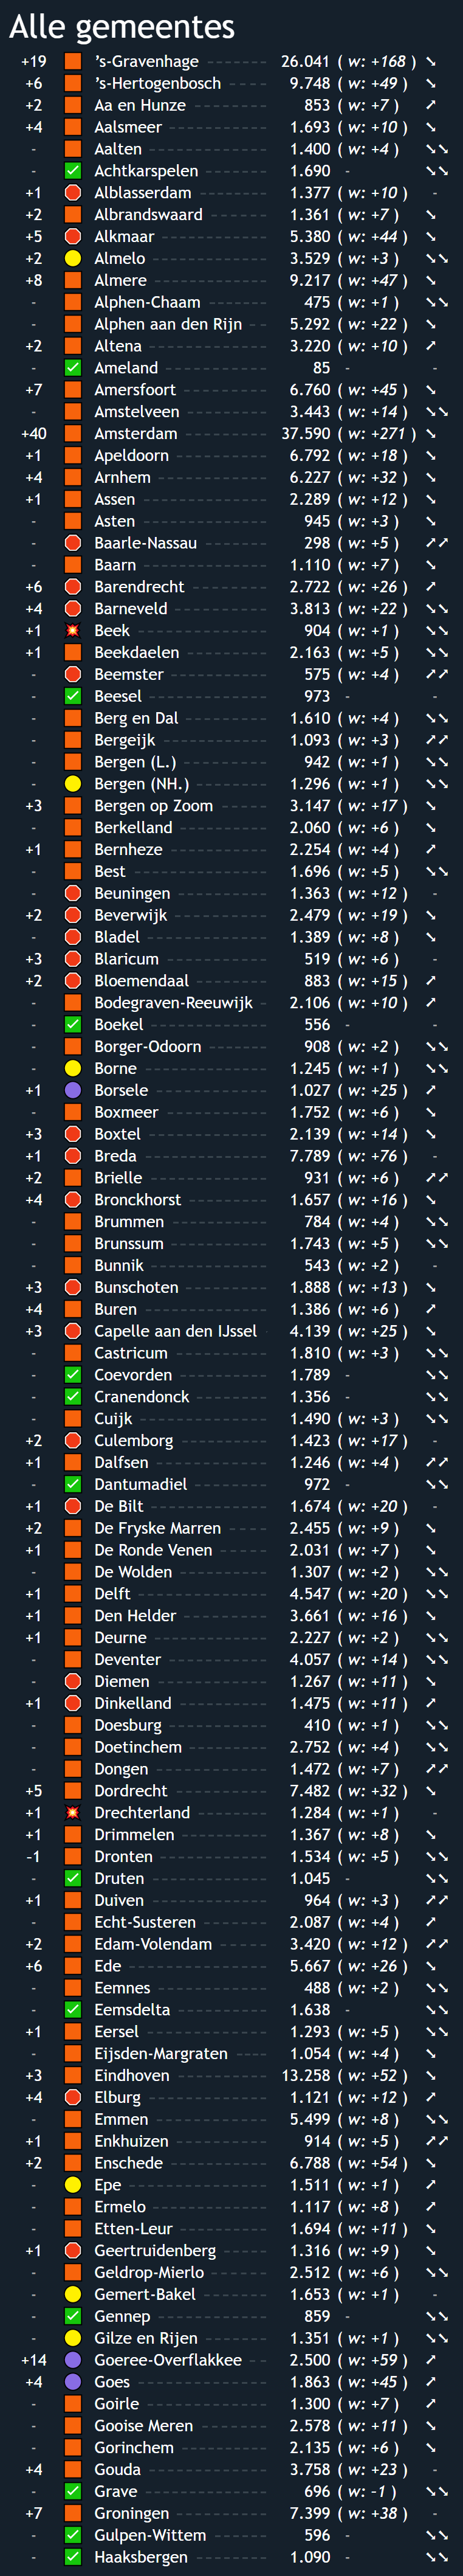 Alle gemeentes
+19 ’s-Gravenhage 26.041 ( w: +168 )
+6 ’s-Hertogenbosch 9.748 ( w: +49 )
+2 Aa en Hunze 853 ( w: +7 )
+4 Aalsmeer 1.693 ( w: +10 )
- Aalten 1.400 ( w: +4 )
- Achtkarspelen 1.690 -
+1 Alblasserdam 1.377 ( w: +10 ) -
+2 Albrandswaard 1.361 ( w: +7 )
+5 Alkmaar 5.380 ( w: +44 )
+2 Almelo 3.529 ( w: +3 )
+8 Almere 9.217 ( w: +47 )
- Alphen-Chaam 475 ( w: +1 )
- Alphen aan den Rijn 5.292 ( w: +22 )
+2 Altena 3.220 ( w: +10 )
- Ameland 85 - -
+7 Amersfoort 6.760 ( w: +45 )
- Amstelveen 3.443 ( w: +14 )
+40 Amsterdam 37.590 ( w: +271 )
+1 Apeldoorn 6.792 ( w: +18 )
+4 Arnhem 6.227 ( w: +32 )
+1 Assen 2.289 ( w: +12 )
- Asten 945 ( w: +3 )
- Baarle-Nassau 298 ( w: +5 )
- Baarn 1.110 ( w: +7 )
+6 Barendrecht 2.722 ( w: +26 )
+4 Barneveld 3.813 ( w: +22 )
+1 Beek 904 ( w: +1 )
+1 Beekdaelen 2.163 ( w: +5 )
- Beemster 575 ( w: +4 )
- Beesel 973 - -
- Berg en Dal 1.610 ( w: +4 )
- Bergeijk 1.093 ( w: +3 )
- Bergen (L.) 942 ( w: +1 )
- Bergen (NH.) 1.296 ( w: +1 )
+3 Bergen op Zoom 3.147 ( w: +17 )
- Berkelland 2.060 ( w: +6 )
+1 Bernheze 2.254 ( w: +4 )
- Best 1.696 ( w: +5 )
- Beuningen 1.363 ( w: +12 ) -
+2 Beverwijk 2.479 ( w: +19 )
- Bladel 1.389 ( w: +8 )
+3 Blaricum 519 ( w: +6 ) -
+2 Bloemendaal 883 ( w: +15 )
- Bodegraven-Reeuwijk 2.106 ( w: +10 )
- Boekel 556 - -
- Borger-Odoorn 908 ( w: +2 )
- Borne 1.245 ( w: +1 )
+1 Borsele 1.027 ( w: +25 )
- Boxmeer 1.752 ( w: +6 )
+3 Boxtel 2.139 ( w: +14 )
+1 Breda 7.789 ( w: +76 ) -
+2 Brielle 931 ( w: +6 )
+4 Bronckhorst 1.657 ( w: +16 )
- Brummen 784 ( w: +4 )
- Brunssum 1.743 ( w: +5 )
- Bunnik 543 ( w: +2 ) -
+3 Bunschoten 1.888 ( w: +13 )
+4 Buren 1.386 ( w: +6 )
+3 Capelle aan den IJssel 4.139 ( w: +25 )
- Castricum 1.810 ( w: +3 )
- Coevorden 1.789 -
- Cranendonck 1.356 -
- Cuijk 1.490 ( w: +3 )
+2 Culemborg 1.423 ( w: +17 ) -
+1 Dalfsen 1.246 ( w: +4 )
- Dantumadiel 972 -
+1 De Bilt 1.674 ( w: +20 ) -
+2 De Fryske Marren 2.455 ( w: +9 )
+1 De Ronde Venen 2.031 ( w: +7 )
- De Wolden 1.307 ( w: +2 )
+1 Delft 4.547 ( w: +20 )
+1 Den Helder 3.661 ( w: +16 )
+1 Deurne 2.227 ( w: +2 )
- Deventer 4.057 ( w: +14 )
- Diemen 1.267 ( w: +11 )
+1 Dinkelland 1.475 ( w: +11 )
- Doesburg 410 ( w: +1 )
- Doetinchem 2.752 ( w: +4 )
- Dongen 1.472 ( w: +7 )
+5 Dordrecht 7.482 ( w: +32 )
+1 Drechterland 1.284 ( w: +1 ) -
+1 Drimmelen 1.367 ( w: +8 )
-1 Dronten 1.534 ( w: +5 )
- Druten 1.045 -
+1 Duiven 964 ( w: +3 )
- Echt-Susteren 2.087 ( w: +4 )
+2 Edam-Volendam 3.420 ( w: +12 )
+6 Ede 5.667 ( w: +26 )
- Eemnes 488 ( w: +2 )
- Eemsdelta 1.638 -
+1 Eersel 1.293 ( w: +5 )
- Eijsden-Margraten 1.054 ( w: +4 )
+3 Eindhoven 13.258 ( w: +52 )
+4 Elburg 1.121 ( w: +12 )
- Emmen 5.499 ( w: +8 )
+1 Enkhuizen 914 ( w: +5 )
+2 Enschede 6.788 ( w: +54 )
- Epe 1.511 ( w: +1 )
- Ermelo 1.117 ( w: +8 )
- Etten-Leur 1.694 ( w: +11 )
+1 Geertruidenberg 1.316 ( w: +9 )
- Geldrop-Mierlo 2.512 ( w: +6 )
- Gemert-Bakel 1.653 ( w: +1 ) -
- Gennep 859 -
- Gilze en Rijen 1.351 ( w: +1 )
+14 Goeree-Overflakkee 2.500 ( w: +59 )
+4 Goes 1.863 ( w: +45 )
- Goirle 1.300 ( w: +7 )
- Gooise Meren 2.578 ( w: +11 )
- Gorinchem 2.135 ( w: +6 )
+4 Gouda 3.758 ( w: +23 ) -
- Grave 696 ( w: -1 )
+7 Groningen 7.399 ( w: +38 ) -
- Gulpen-Wittem 596 -
- Haaksbergen 1.090 -